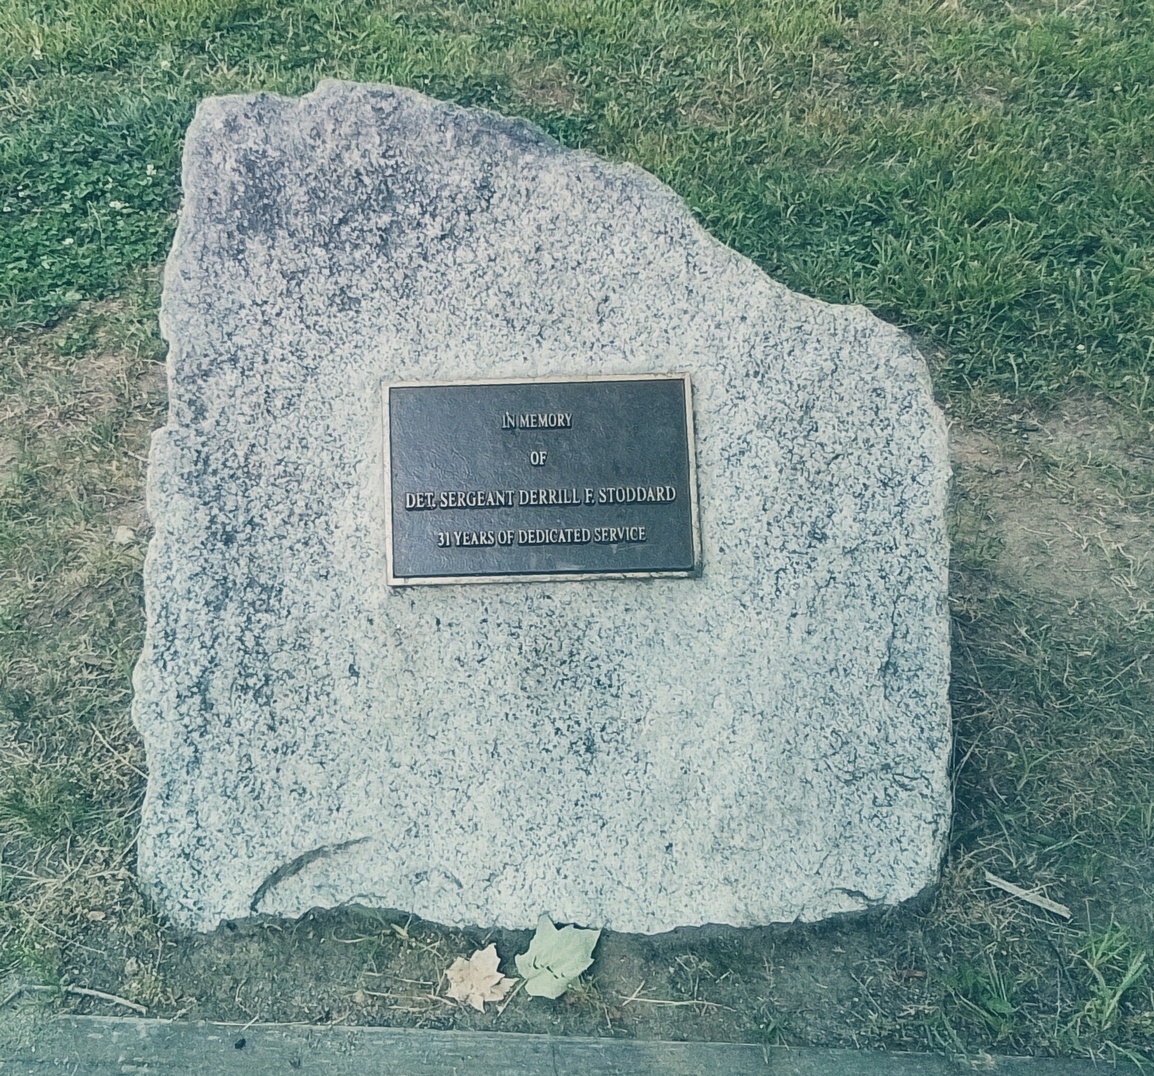 IN MEMORY
OF
DET. SERGEANT DERRILL F. STODDARD
31 YEARS OF DEDICATED SERVICE